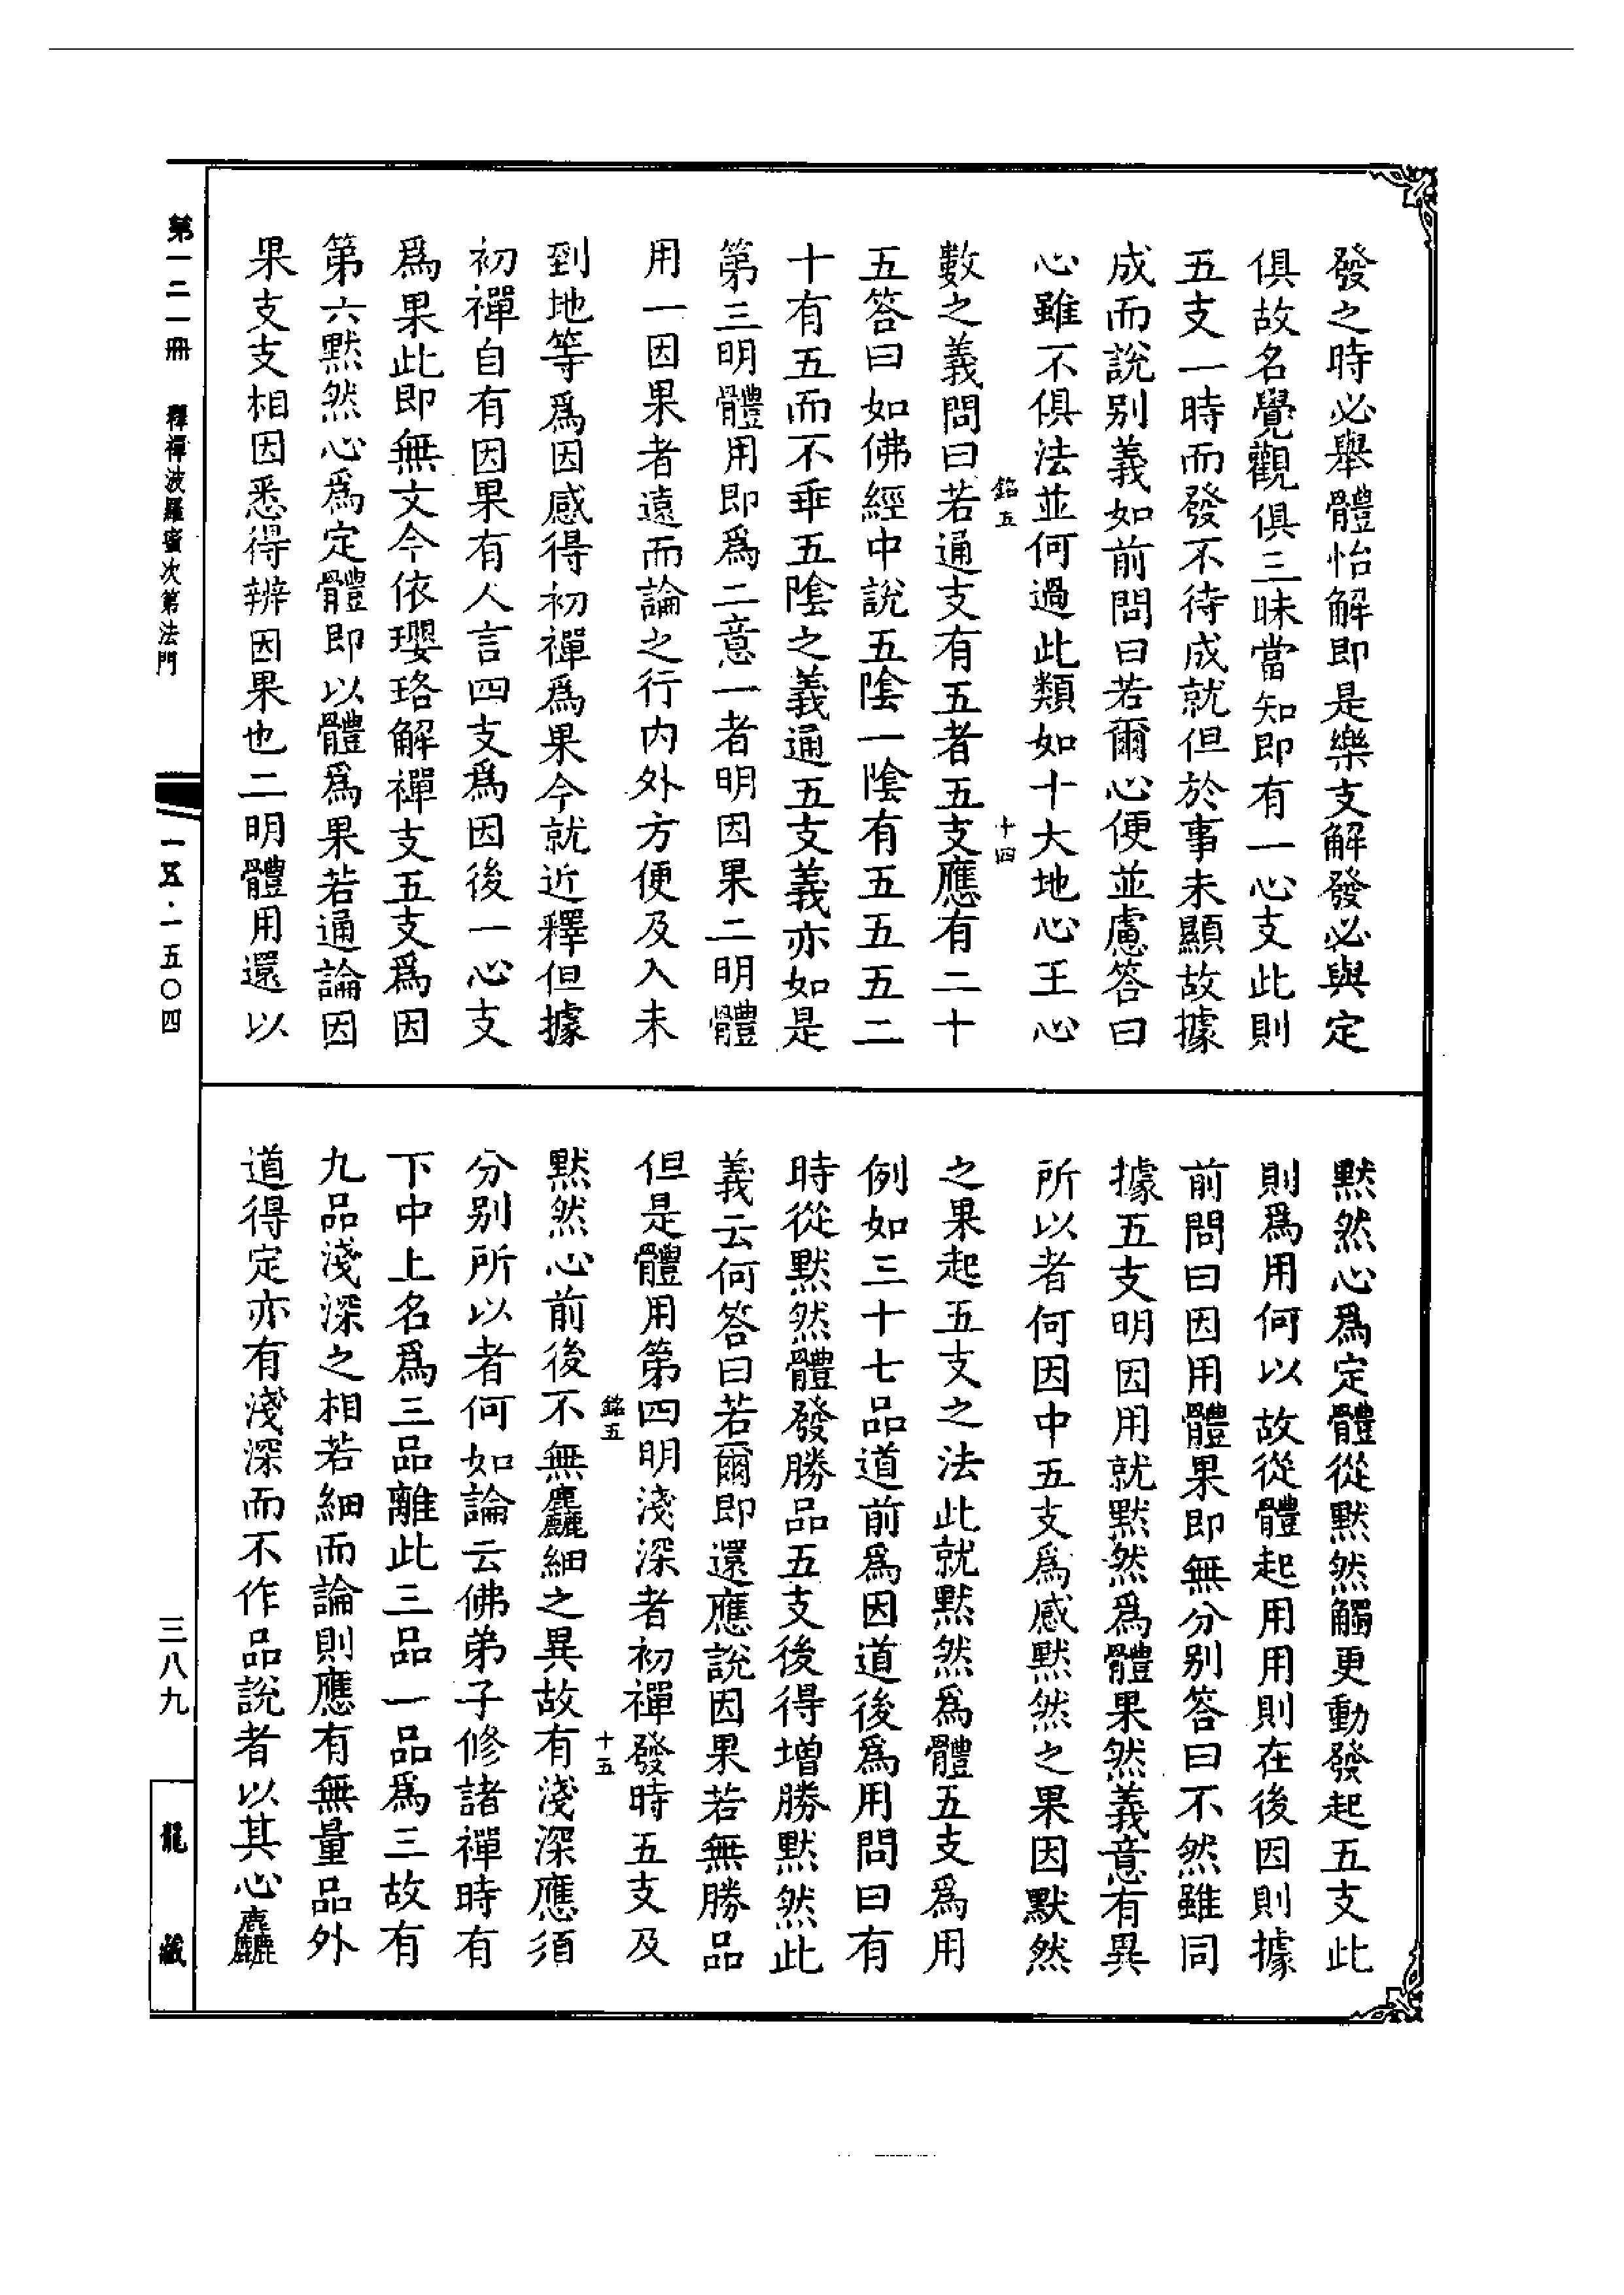 發之時必舉體怡解即是樂支解發必與定
俱故名覺觀俱三昧當知即有一心支此則
五支一時而發不待成就但於事未顯故據
成而說别義如前問曰若爾心便並慮答曰
心雖不俱法並何過此類如十大地心王心
銘五 十四
數之義問曰若通支有五者五支應有二十
五答曰如佛經中說五陰一陰有五五五二
十有五而不乖五陰之義通五支義亦如是
第三明體用即爲二意一者明因果二明體
用一因果者遠而論之行内外方便及入未
到地等爲因感得初禪爲果今就近釋但據
初禪自有因果有人言四支爲因後一心支
爲果此即無文今依瓔珞解禪支五支爲因
第六黙然心爲定體即以體爲果若通論因
果支支相因悉得辨因果也二明體用還以
黙然心爲定體從黙然觸更動發起五支此
則爲用何以故從體起用用則在後因則據
前問曰因用體果即無分别答曰不然雖同
據五支明因用就黙然爲體果然義意有異
所以者何因中五支爲感黙然之果因默然
之果起五支之法此就黙然爲體五支爲用
例如三十七品道前爲因道後爲用問曰有
時從黙然體發勝品五支後得增勝黙然此
義云何答曰若爾即還應說因果若無勝品
但是體用第四明淺深者初禪發時五支及
銘五 十五
黙然心前後不無麤細之異故有淺深應須
分别所以者何如論云佛弟子修諸禪時有
下中上名爲三品離此三品一品爲三故有
九品淺深之相若細而論則應有無量品外
道得定亦有淺深而不作品說者以其心麤
第一二一冊 釋禪波羅蜜次第法門
一五·一五〇四
三八九
龍藏